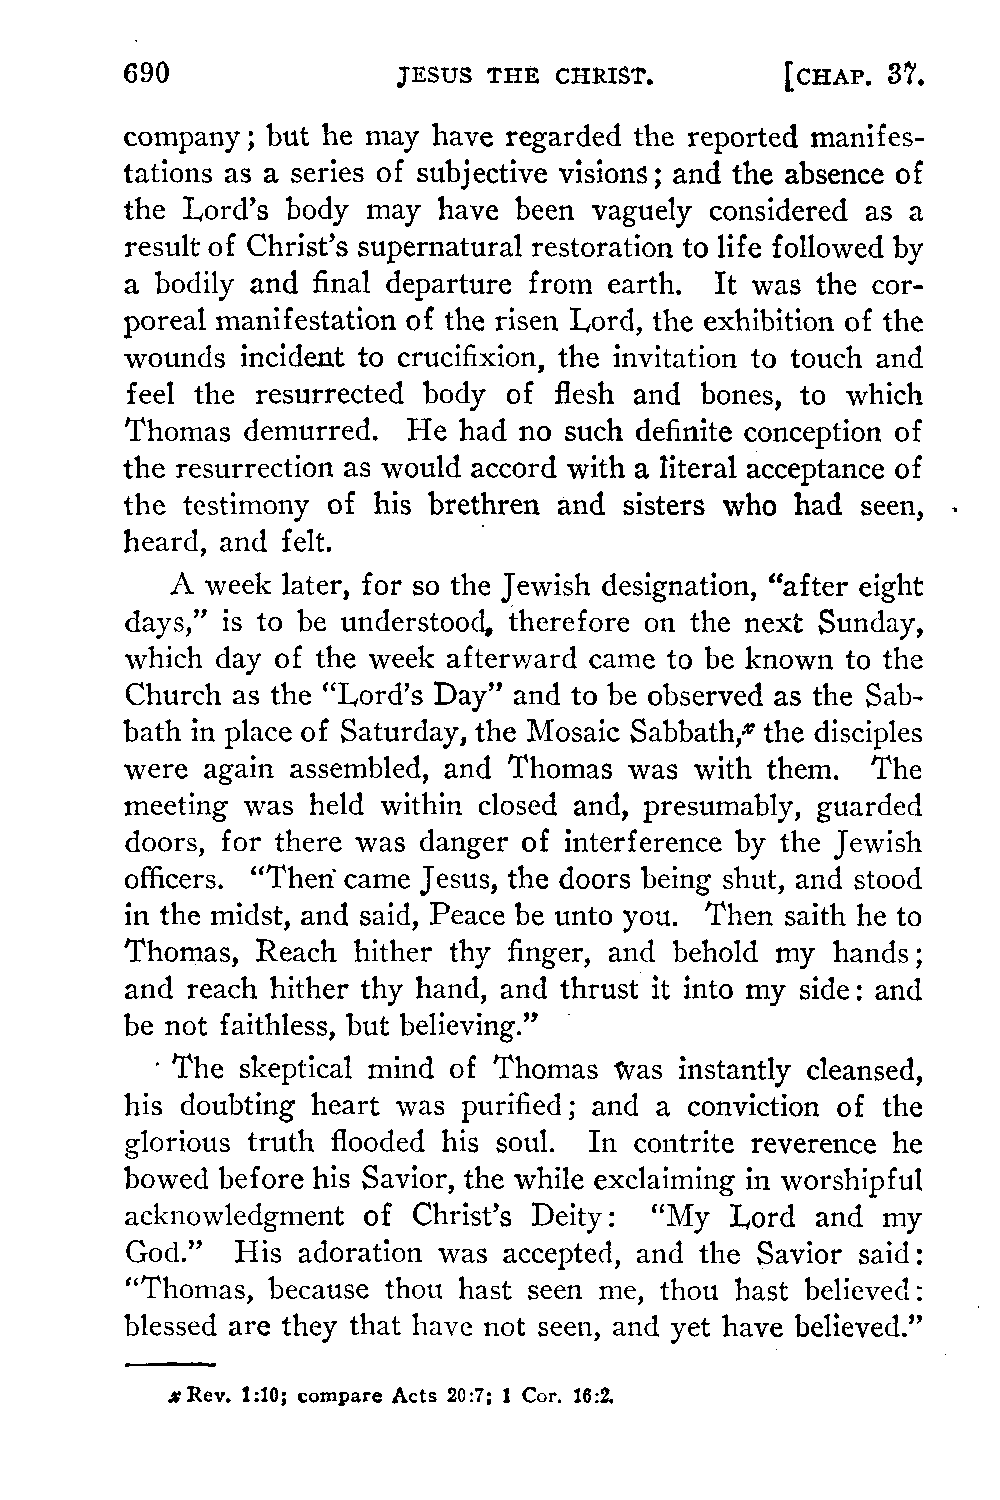 690 JESUS THE CHRIST. [CHAP. 37.
company; but he may have regarded the reported manifes-
tations as a series of subjective visions; and the absence of
the Lord's body may have been vaguely considered as a
result of Christ's supernatural restoration to life followed by
a bodily and final departure from earth. It was the cor-
poreal manifestation of the risen Lord, the exhibition of the
wounds incident to crucifixion, the invitation to touch and
feel the resurrected body of flesh and bones, to which
Thomas demurred. He had no such definite conception of
the resurrection as would accord with a literal acceptance of
the testimony of his brethren and sisters who had seen,
heard, and felt.
A week later, for so the Jewish designation, "after eight
days," is to be understood, therefore on the next Sunday,
which day of the week afterward came to be known to the
Church as the "Lord's Day" and to be observed as the Sab-
bath in place of Saturday, the Mosaic Sabbath,x the disciples
were again assembled, and Thomas was with them. The
meeting was held within closed and, presumably, guarded
doors, for there was danger of interference by the Jewish
officers. "Then came Jesus, the doors being shut, and stood
in the midst, and said, Peace be unto you. Then saith he to
Thomas, Reach hither thy finger, and behold my hands;
and reach hither thy hand, and thrust it into my side: and
be not faithless, but believing."
The skeptical mind of Thomas was instantly cleansed,
his doubting heart was purified; and a conviction of the
glorious truth flooded his soul. In contrite reverence he
bowed before his Savior, the while exclaiming in worshipful
acknowledgment of Christ's Deity: "My Lord and my
God." His adoration was accepted, and the Savior said:
"Thomas, because thou hast seen me, thou hast believed:
blessed are they that have not seen, and yet have believed."
x Rev. 1:10; compare Acts 20:7; 1 Cor. 16:2.